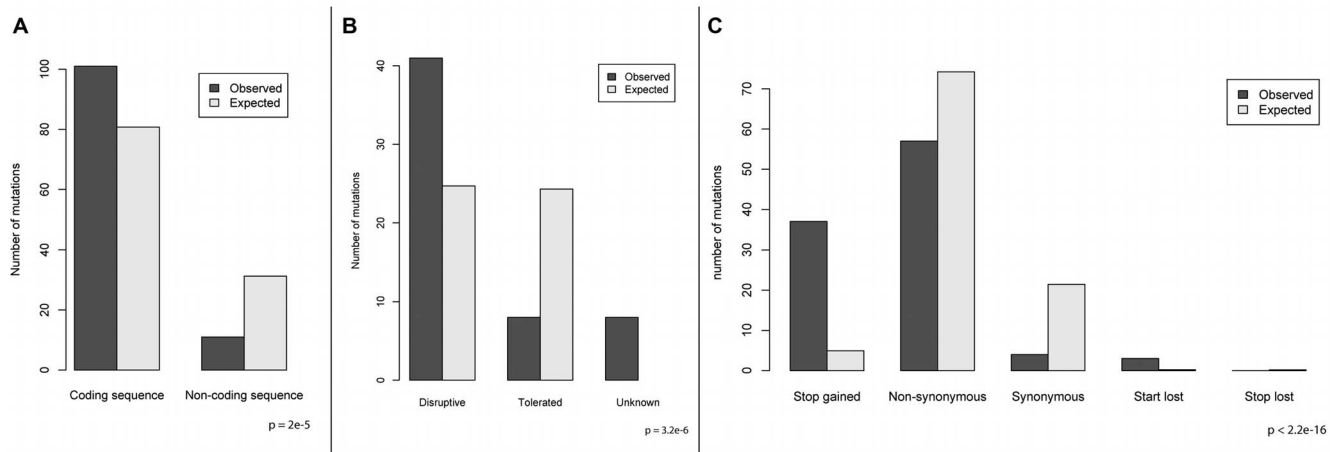 A
Number of mutations
100
80
60
40
20
0
Observed
Expected
Coding sequence
Non-coding sequence
p = 2e-5
B
Number of mutations
40
30
20
10
0
Observed
Expected
Disruptive
Tolerated
Unknown
p = 3.2e-6
C
number of mutations
70
60
50
40
30
20
10
0
Observed
Expected
Stop gained
Non-synonymous
Synonymous
Start lost
Stop lost
p < 2.2e-16